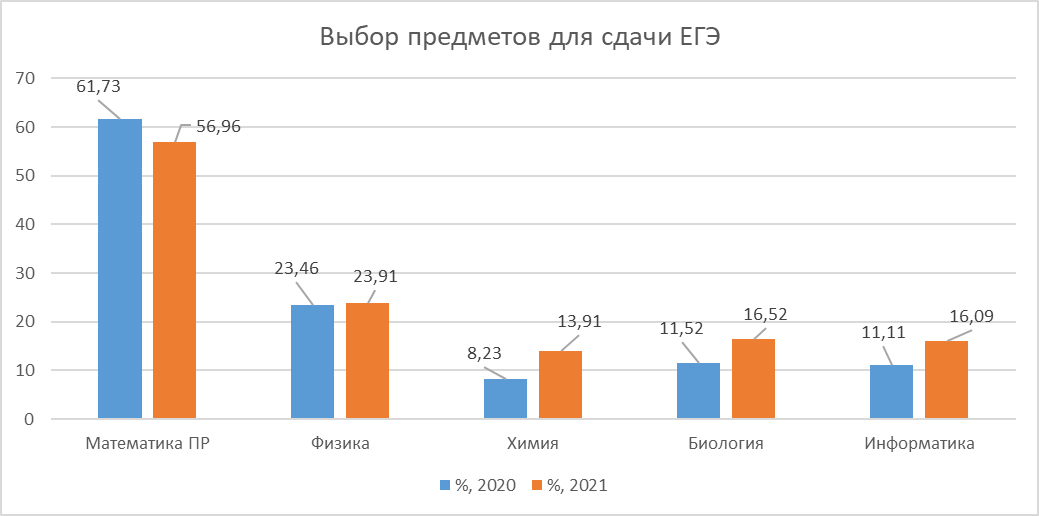 Выбор предметов для сдачи ЕГЭ
70
60
50
40
30
20
10
0
61,73
56,96
23,46
23,91
8,23
13,91
11,52
16,52
11,11
16,09
Математика ПР
Физика
Химия
Биология
Информатика
%, 2020 %, 2021